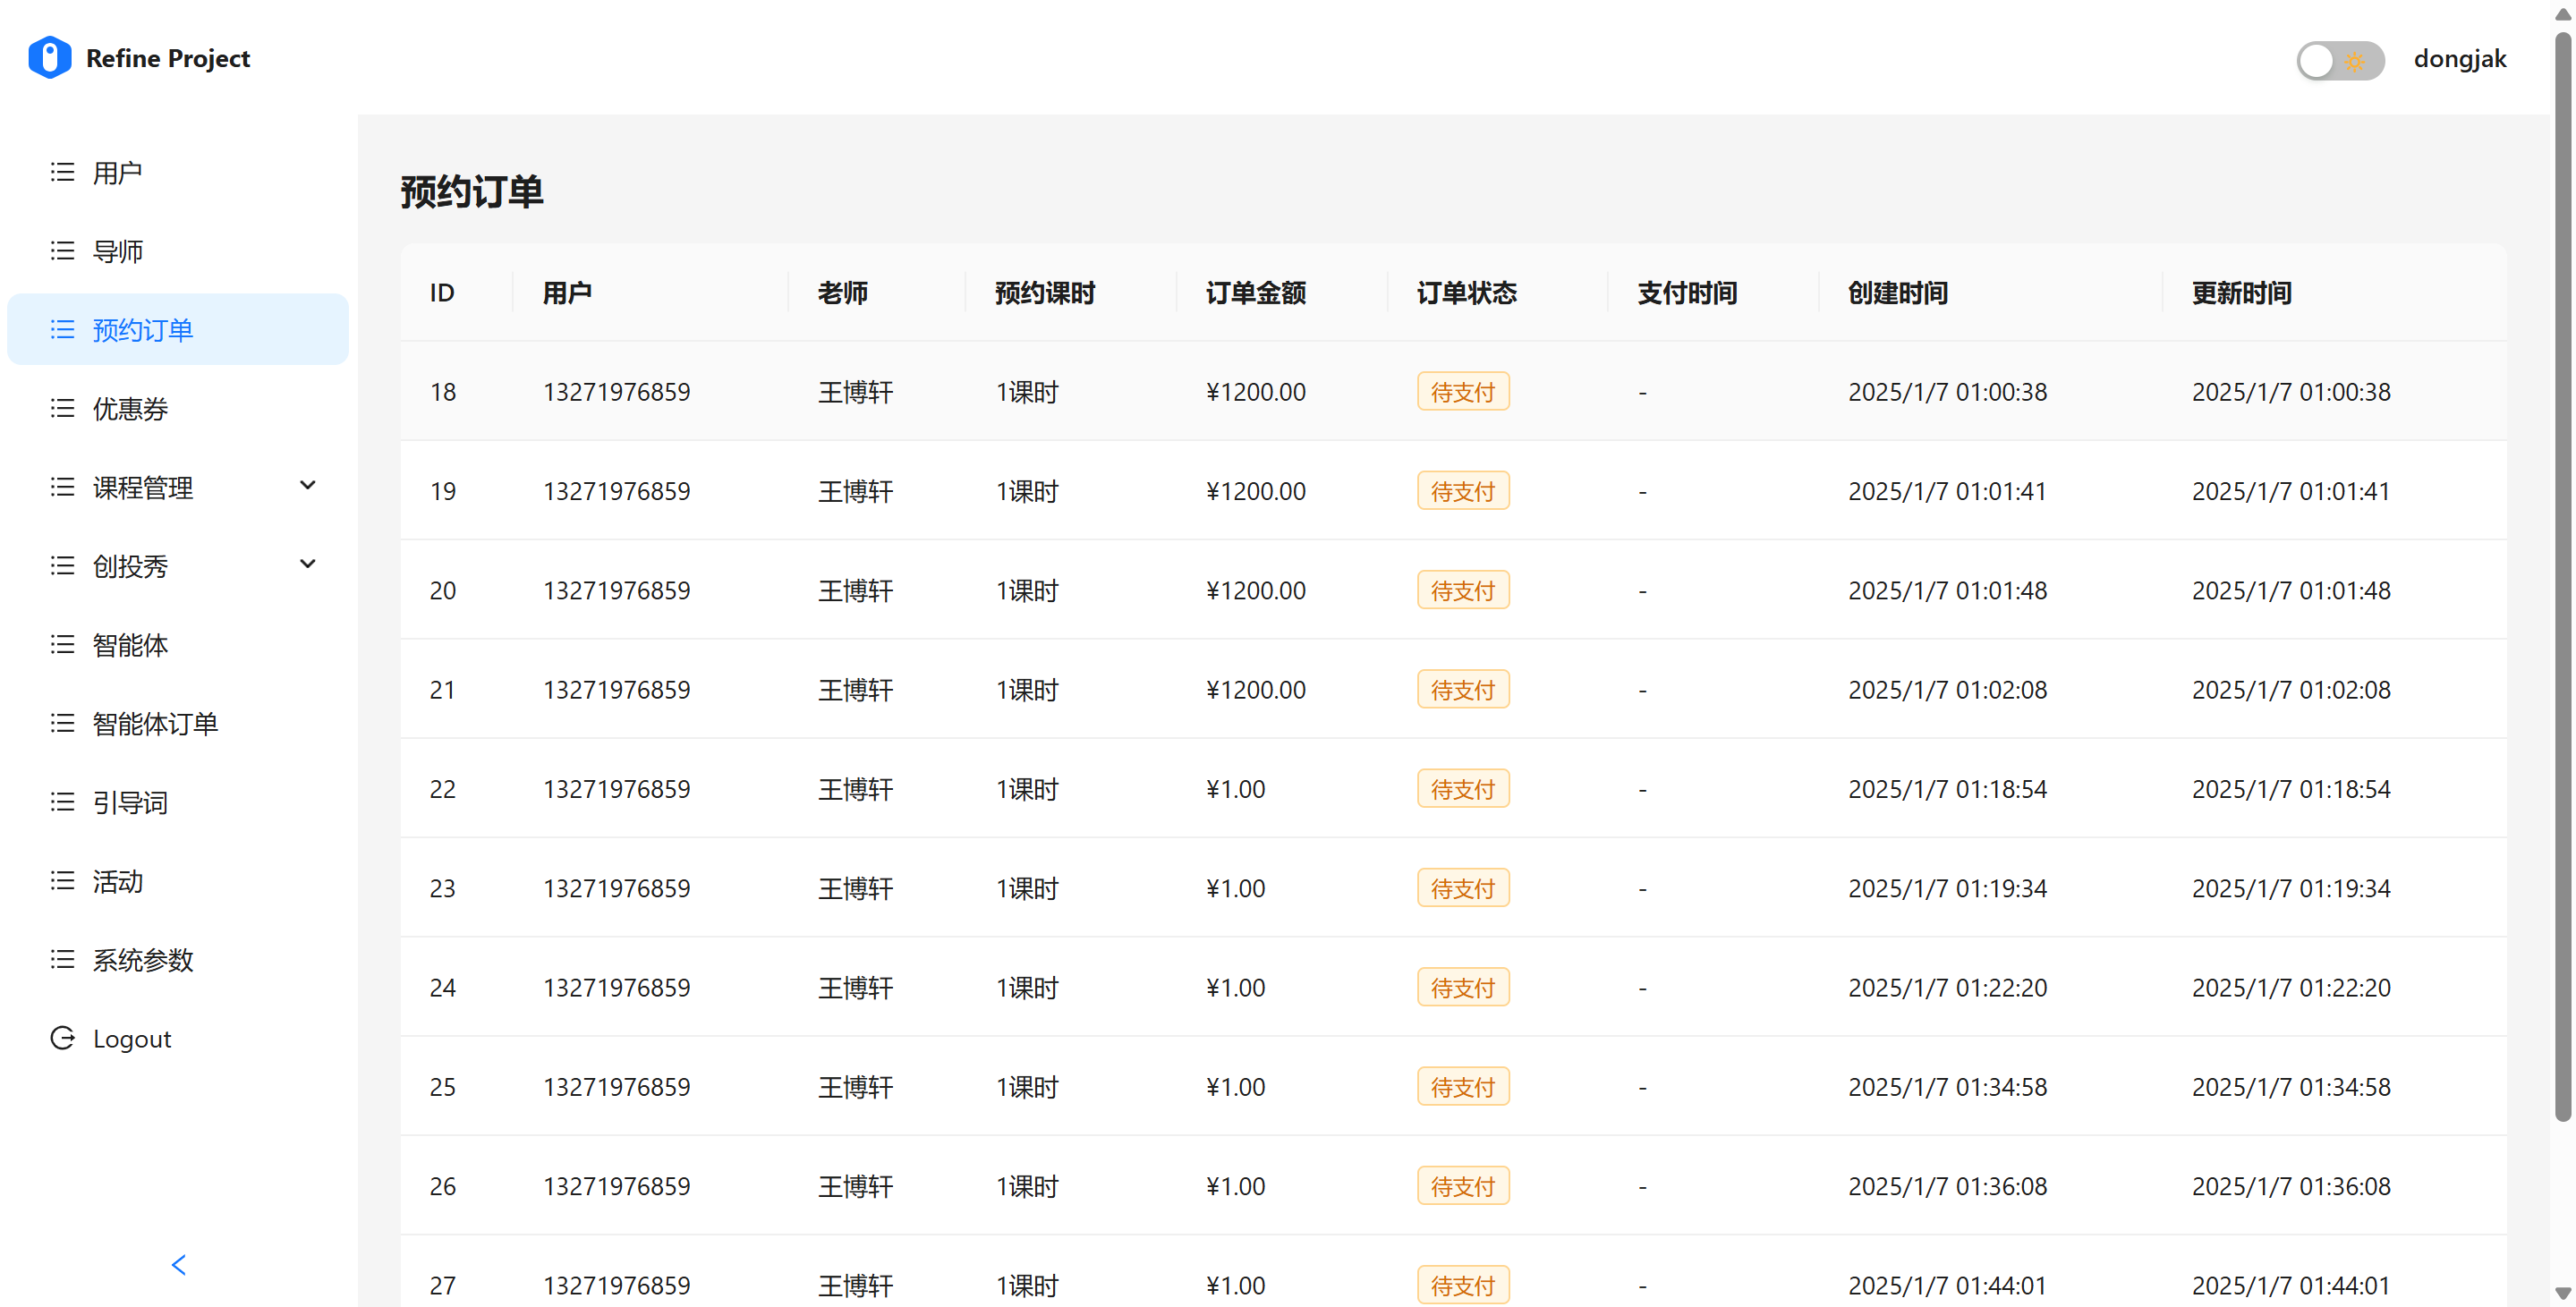 Refine Project
dongjak
用户
导师
预约订单
优惠券
课程管理
创投秀
智能体
智能体订单
引导词
活动
系统参数
Logout
预约订单
ID 用户 老师 预约课时 订单金额 订单状态 支付时间 创建时间 更新时间
18 13271976859 王博轩 1课时 ¥1200.00 待支付 - 2025/1/7 01:00:38 2025/1/7 01:00:38
19 13271976859 王博轩 1课时 ¥1200.00 待支付 - 2025/1/7 01:01:41 2025/1/7 01:01:41
20 13271976859 王博轩 1课时 ¥1200.00 待支付 - 2025/1/7 01:01:48 2025/1/7 01:01:48
21 13271976859 王博轩 1课时 ¥1200.00 待支付 - 2025/1/7 01:02:08 2025/1/7 01:02:08
22 13271976859 王博轩 1课时 ¥1.00 待支付 - 2025/1/7 01:18:54 2025/1/7 01:18:54
23 13271976859 王博轩 1课时 ¥1.00 待支付 - 2025/1/7 01:19:34 2025/1/7 01:19:34
24 13271976859 王博轩 1课时 ¥1.00 待支付 - 2025/1/7 01:22:20 2025/1/7 01:22:20
25 13271976859 王博轩 1课时 ¥1.00 待支付 - 2025/1/7 01:34:58 2025/1/7 01:34:58
26 13271976859 王博轩 1课时 ¥1.00 待支付 - 2025/1/7 01:36:08 2025/1/7 01:36:08
27 13271976859 王博轩 1课时 ¥1.00 待支付 - 2025/1/7 01:44:01 2025/1/7 01:44:01